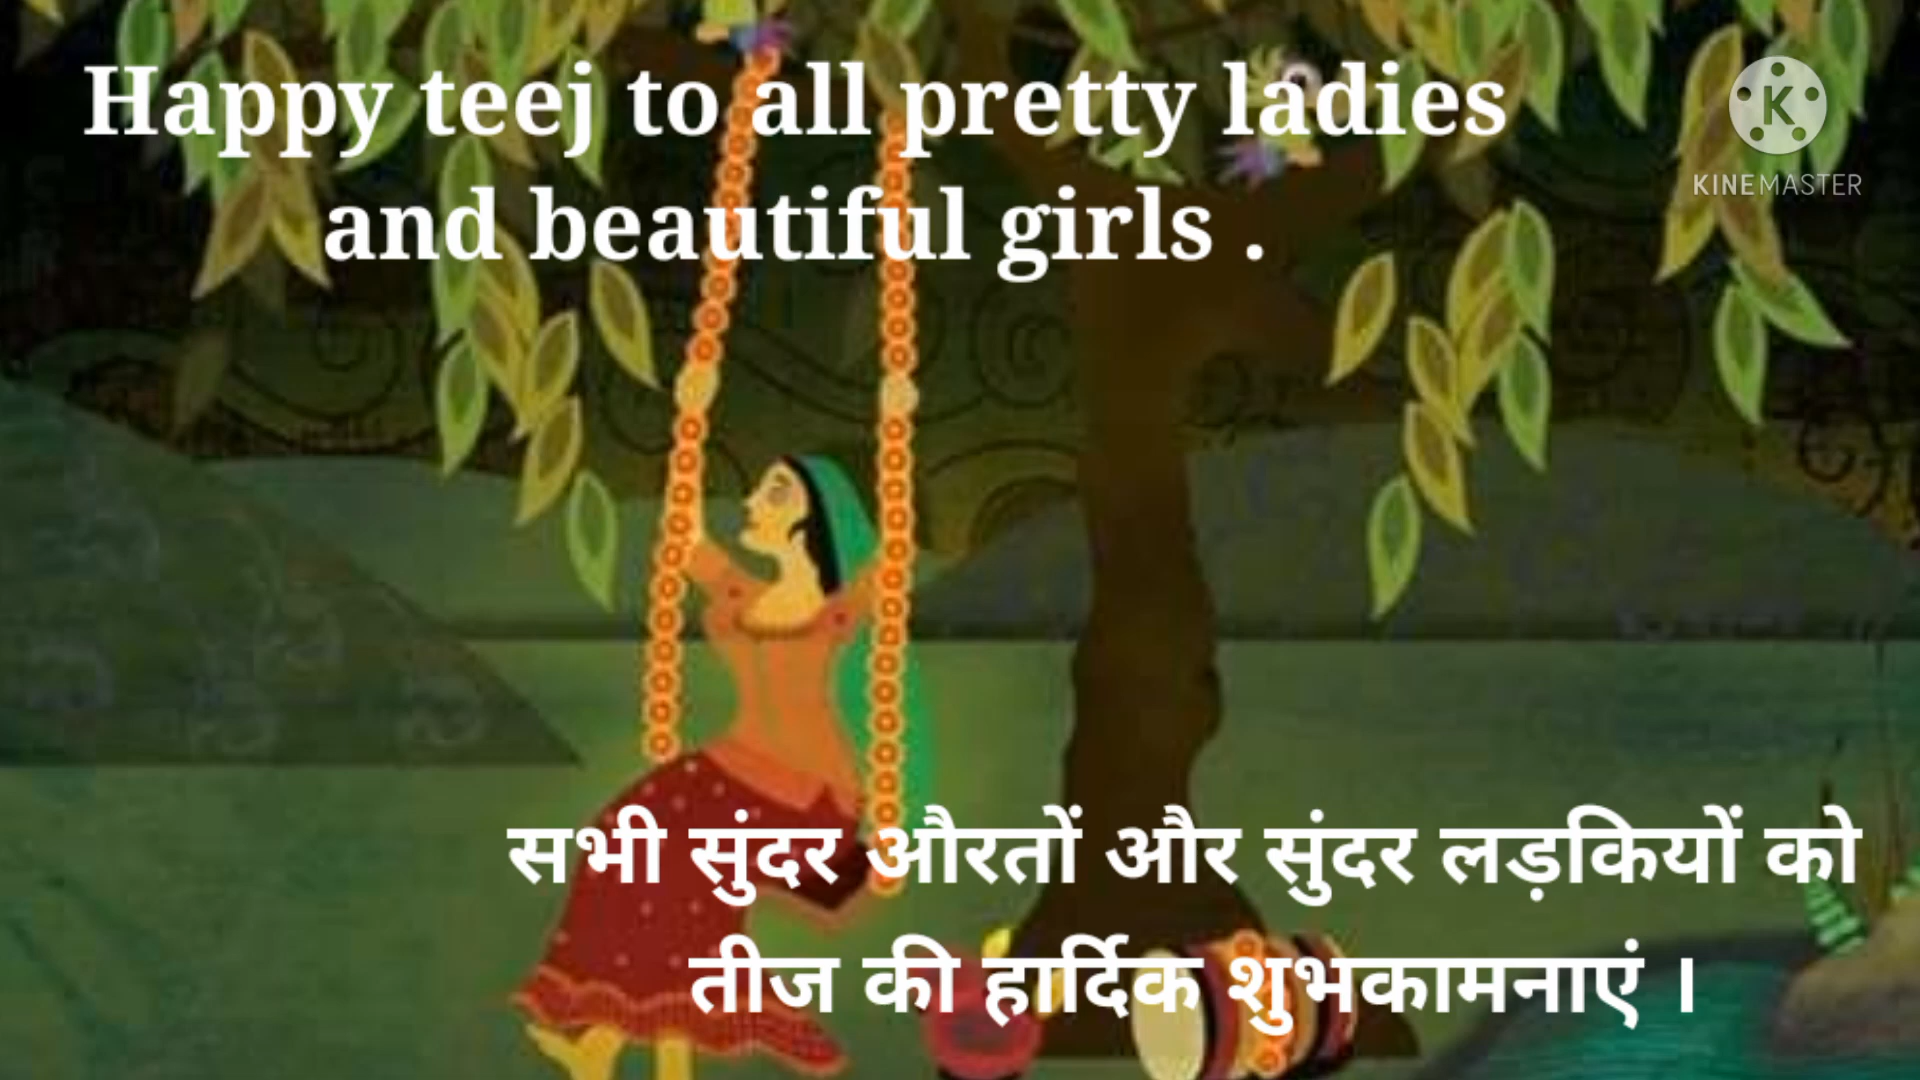 Happy teej to all pretty ladies
and beautiful girls .
KINEMASTER
सभी सुंदर औरतों और सुंदर लड़कियों को
तीज की हार्दिक शुभकामनाएं ।